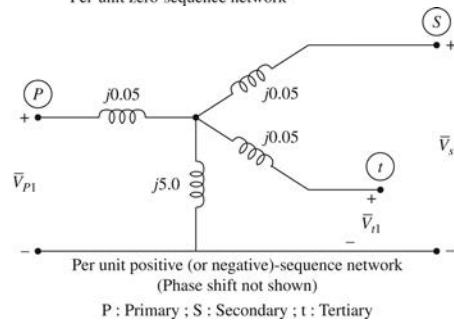 Per unit zero-sequence network
S
+
P
j0.05
j0.05
+
j0.05
V̄s
t
j5.0
V̄P1
+
V̄t1
–
–
–
Per unit positive (or negative)-sequence network
(Phase shift not shown)
P : Primary ; S : Secondary ; t : Tertiary